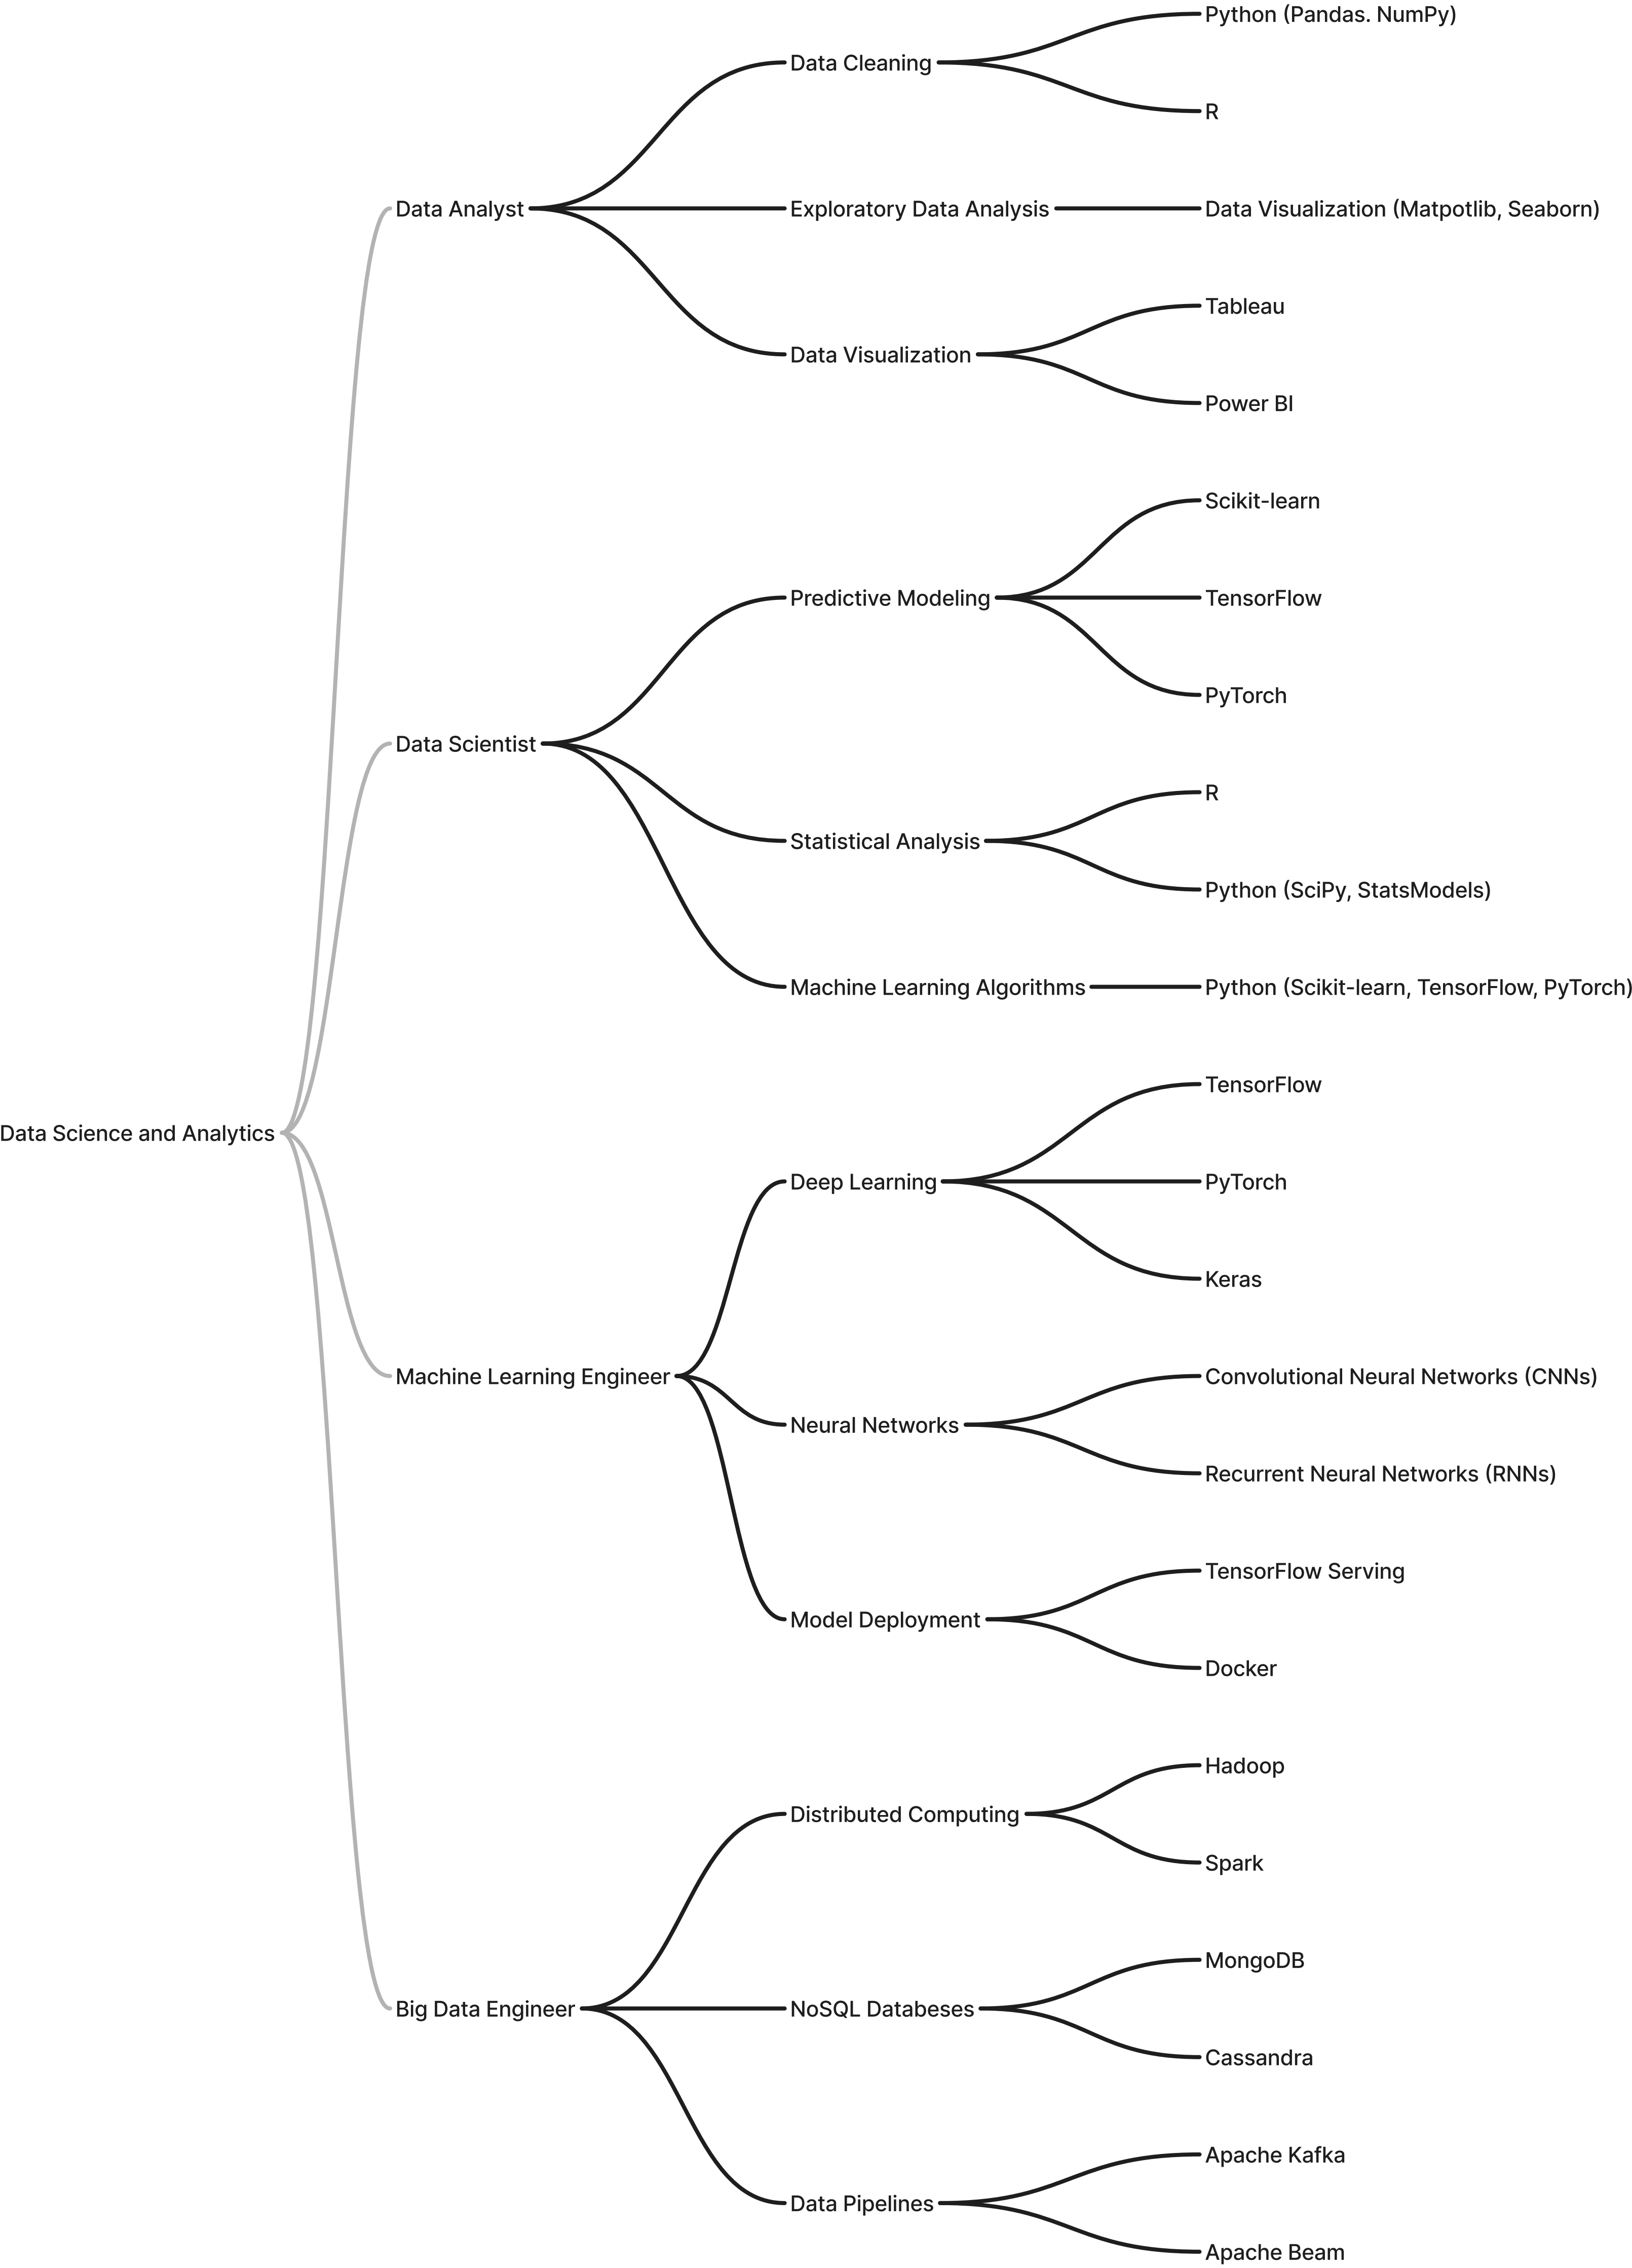 Data Science and Analytics
Data Analyst
Data Cleaning
Python (Pandas. NumPy)
R
Exploratory Data Analysis
Data Visualization (Matpotlib, Seaborn)
Data Visualization
Tableau
Power BI
Data Scientist
Predictive Modeling
Scikit-learn
TensorFlow
PyTorch
Statistical Analysis
R
Python (SciPy, StatsModels)
Machine Learning Algorithms
Python (Scikit-learn, TensorFlow, PyTorch)
Machine Learning Engineer
Deep Learning
TensorFlow
PyTorch
Keras
Neural Networks
Convolutional Neural Networks (CNNs)
Recurrent Neural Networks (RNNs)
Model Deployment
TensorFlow Serving
Docker
Big Data Engineer
Distributed Computing
Hadoop
Spark
NoSQL Databeses
MongoDB
Cassandra
Data Pipelines
Apache Kafka
Apache Beam